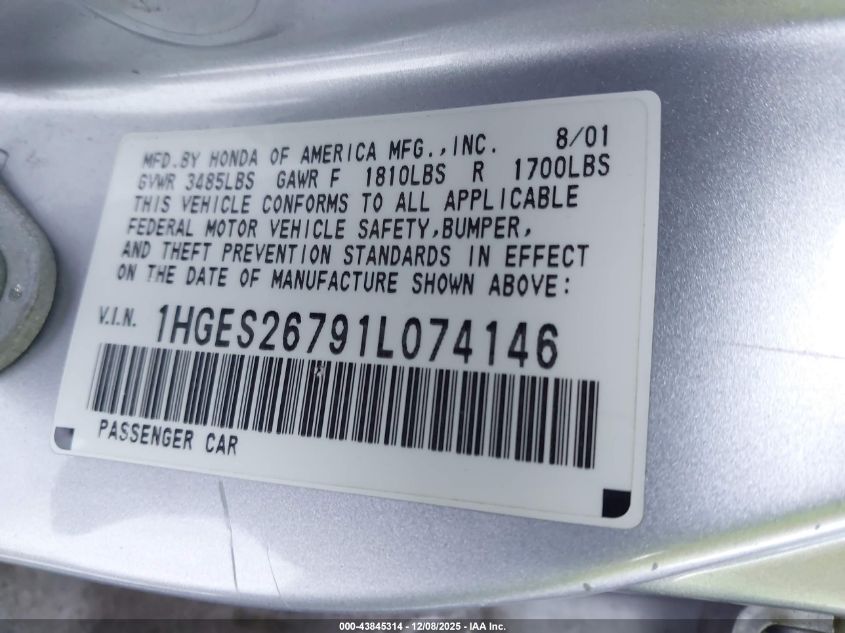 MFD.BY HONDA OF AMERICA MFG.,INC. 8/01
GVWR 3485LBS GAWR F 1810LBS R 1700LBS
THIS VEHICLE CONFORMS TO ALL APPLICABLE
FEDERAL MOTOR VEHICLE SAFETY,BUMPER,
AND THEFT PREVENTION STANDARDS IN EFFECT
ON THE DATE OF MANUFACTURE SHOWN ABOVE:
V.I.N. 1HGES26791L074146
PASSENGER CAR
000-43845314 - 12/08/2025 - IAA Inc.